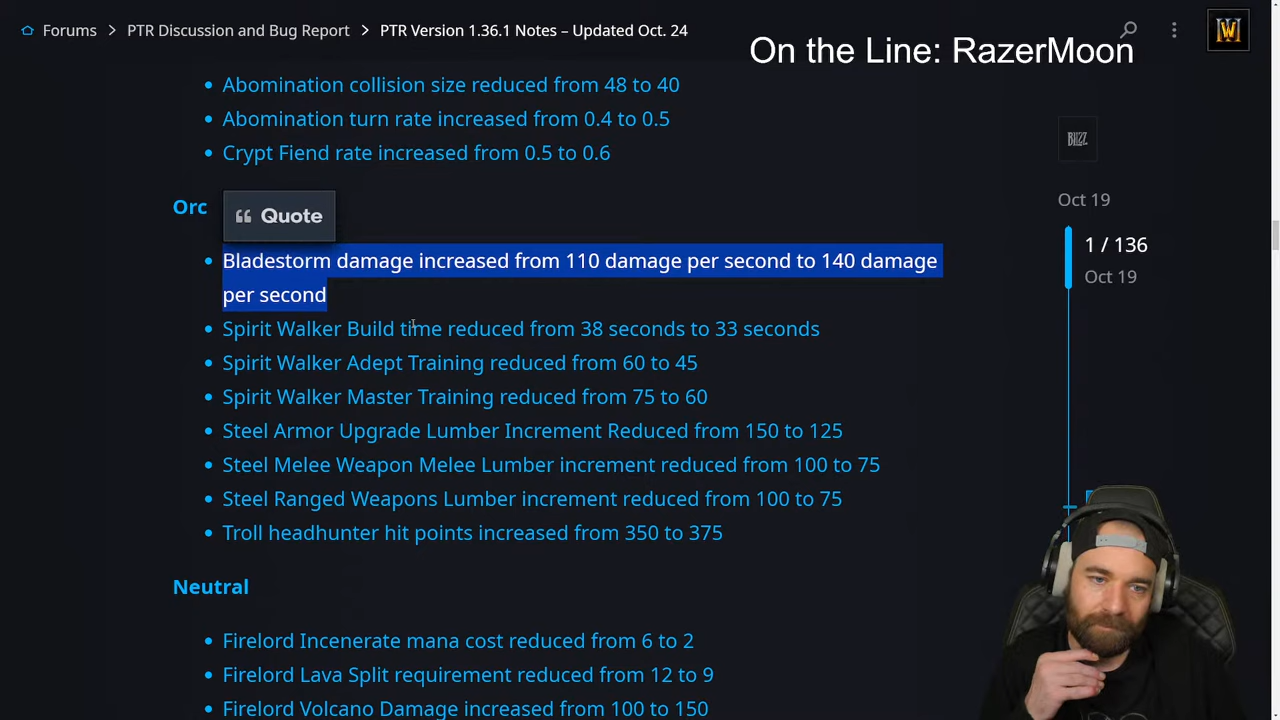 Forums > PTR Discussion and Bug Report > PTR Version 1.36.1 Notes – Updated Oct. 24
On the Line: RazerMoon
Abomination collision size reduced from 48 to 40
Abomination turn rate increased from 0.4 to 0.5
Crypt Fiend rate increased from 0.5 to 0.6
BLIZZ
Oct 19
1 / 136
Oct 19
Orc
Quote
Bladestorm damage increased from 110 damage per second to 140 damage
per second
Spirit Walker Build time reduced from 38 seconds to 33 seconds
Spirit Walker Adept Training reduced from 60 to 45
Spirit Walker Master Training reduced from 75 to 60
Steel Armor Upgrade Lumber Increment Reduced from 150 to 125
Steel Melee Weapon Melee Lumber increment reduced from 100 to 75
Steel Ranged Weapons Lumber increment reduced from 100 to 75
Troll headhunter hit points increased from 350 to 375
Neutral
Firelord Incenerate mana cost reduced from 6 to 2
Firelord Lava Split requirement reduced from 12 to 9
Firelord Volcano Damage increased from 100 to 150